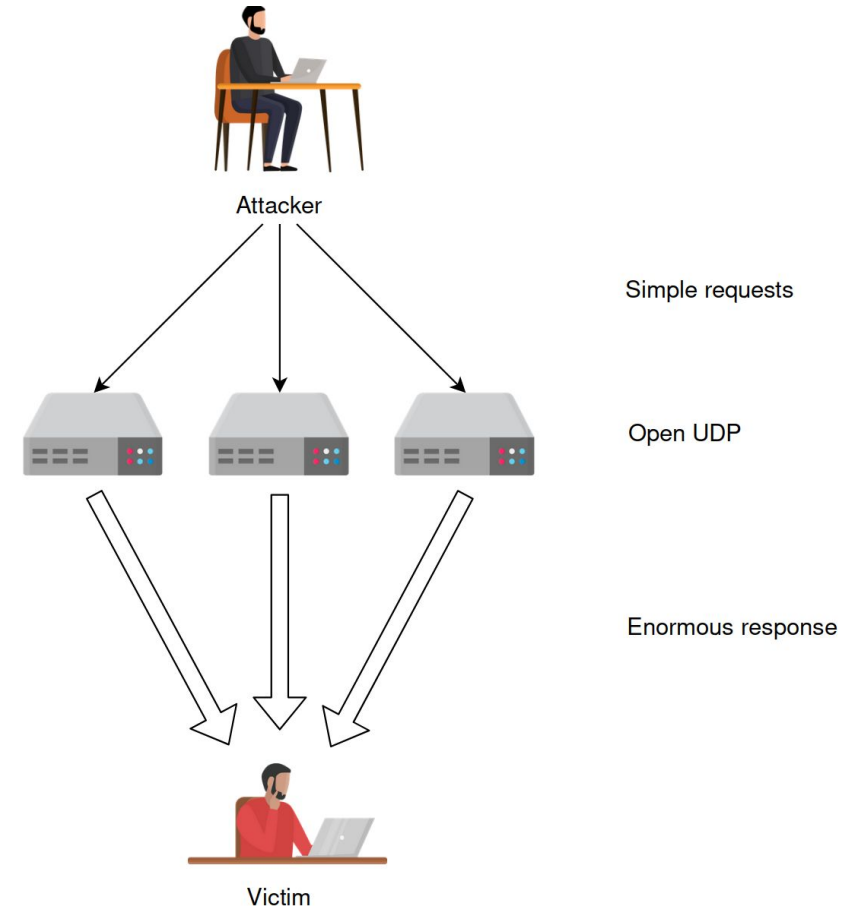 Attacker
Simple requests
Open UDP
Enormous response
Victim